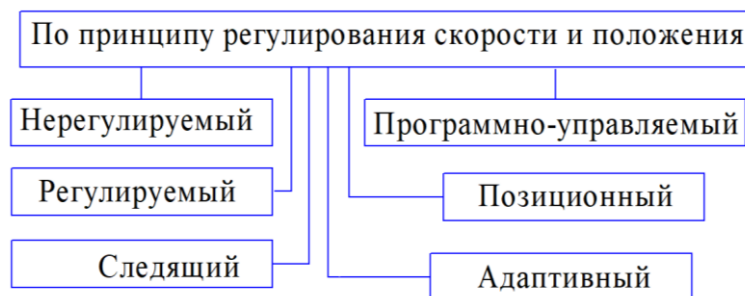 По принципу регулирования скорости и положения
Нерегулируемый
Программно-управляемый
Регулируемый
Позиционный
Следящий
Адаптивный